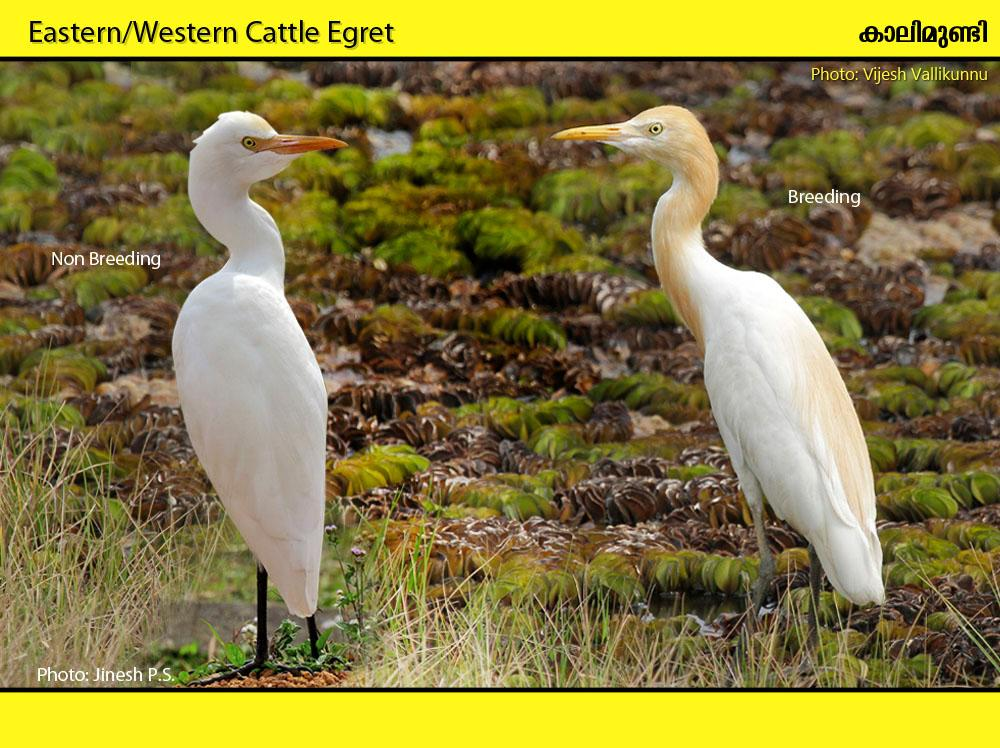 Eastern/Western Cattle Egret
കാലിമുണ്ടി
Photo: Vijesh Vallikunnu
Breeding
Non Breeding
Photo: Jinesh P.S.